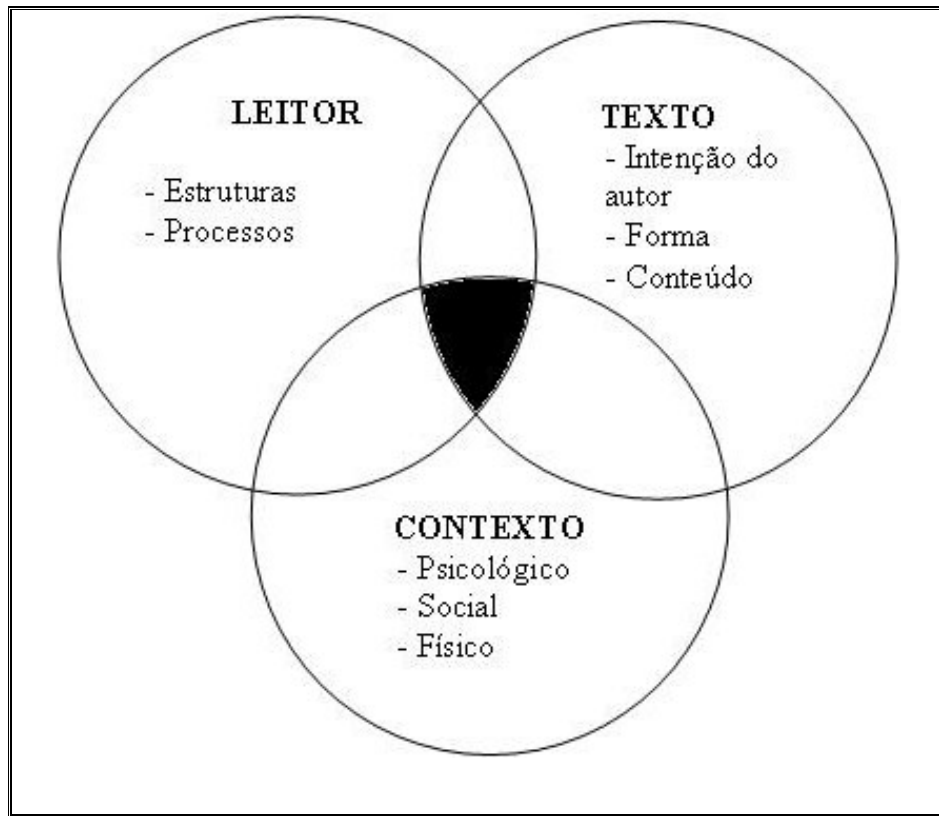 LEITOR
- Estruturas
- Processos
TEXTO
- Intenção do
autor
- Forma
- Conteúdo
CONTEXTO
- Psicológico
- Social
- Físico